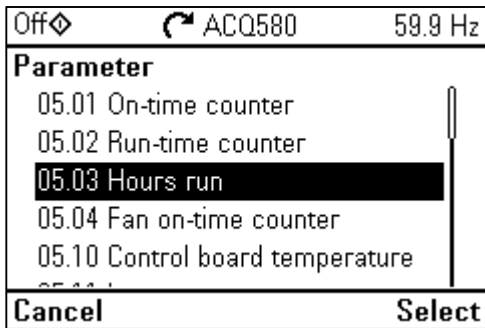 Off ACQ580 59.9 Hz
Parameter
05.01 On-time counter
05.02 Run-time counter
05.03 Hours run
05.04 Fan on-time counter
05.10 Control board temperature
Cancel Select